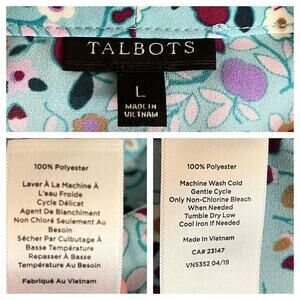 TALBOTS
L
MADE IN
VIETNAM
100% Polyester
Laver À La Machine À
L'eau Froide
Cycle Délicat
Agent De Blanchiment
Non Chloré Seulement Au
Besoin
Sécher Par Culbutage À
Basse Température
Repasser À Basse
Température Au Besoin
Fabriqué Au Vietnam
100% Polyester
Machine Wash Cold
Gentle Cycle
Only Non-Chlorine Bleach
When Needed
Tumble Dry Low
Cool Iron If Needed
Made In Vietnam
CA# 23147
VN5352 04/19